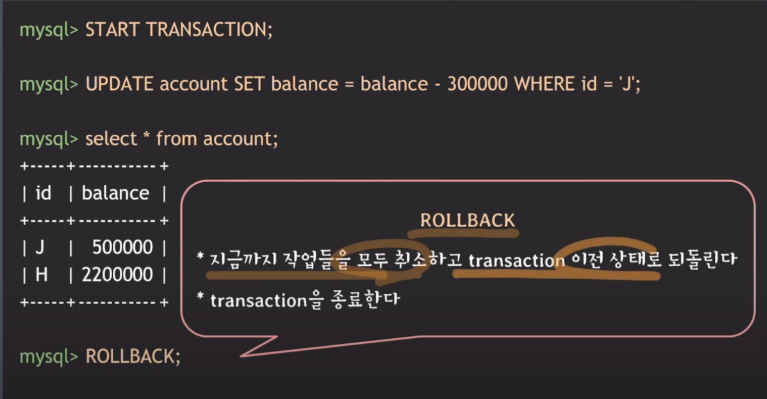 mysql> START TRANSACTION;
mysql> UPDATE account SET balance = balance - 300000 WHERE id = 'J';
mysql> select * from account;
+-----+-----------+
| id | balance |
+-----+-----------+
| J | 500000 |
| H | 2200000 |
+-----+-----------+
ROLLBACK
* 지금까지 작업들을 모두 취소하고 transaction 이전 상태로 되돌린다
* transaction을 종료한다
mysql> ROLLBACK;